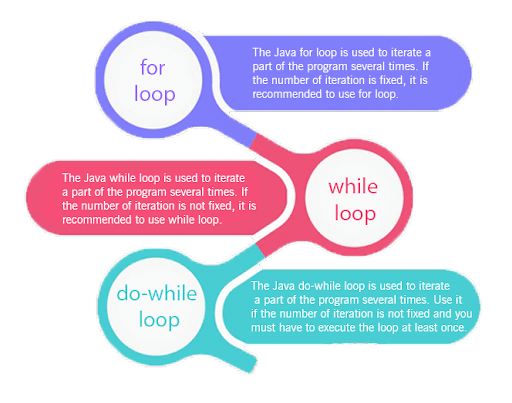 for
loop
The Java for loop is used to iterate a
part of the program several times. If
the number of iteration is fixed, it is
recommended to use for loop.
The Java while loop is used to iterate
a part of the program several times. If
the number of iteration is not fixed, it is
recommended to use while loop.
while
loop
do-while
loop
The Java do-while loop is used to iterate
a part of the program several times. Use it
if the number of iteration is not fixed and you
must have to execute the loop at least once.